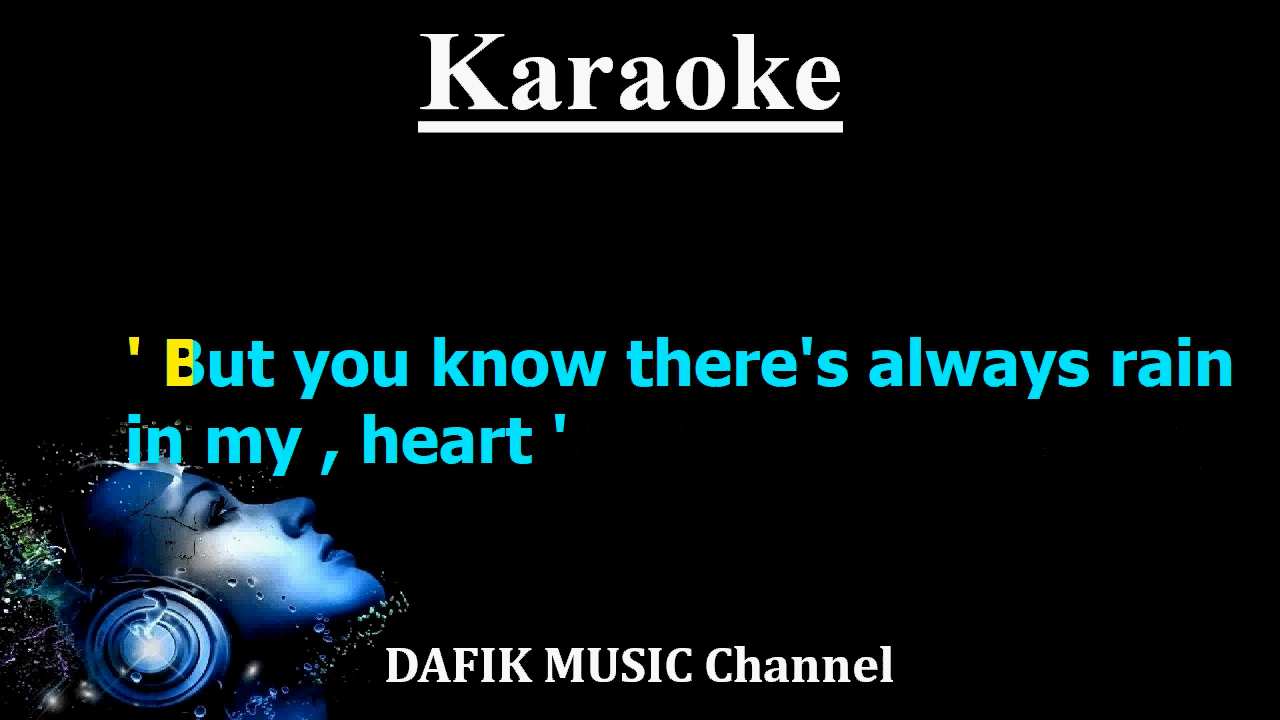 Karaoke
' But you know there's always rain
in my , heart '
DAFIK MUSIC Channel